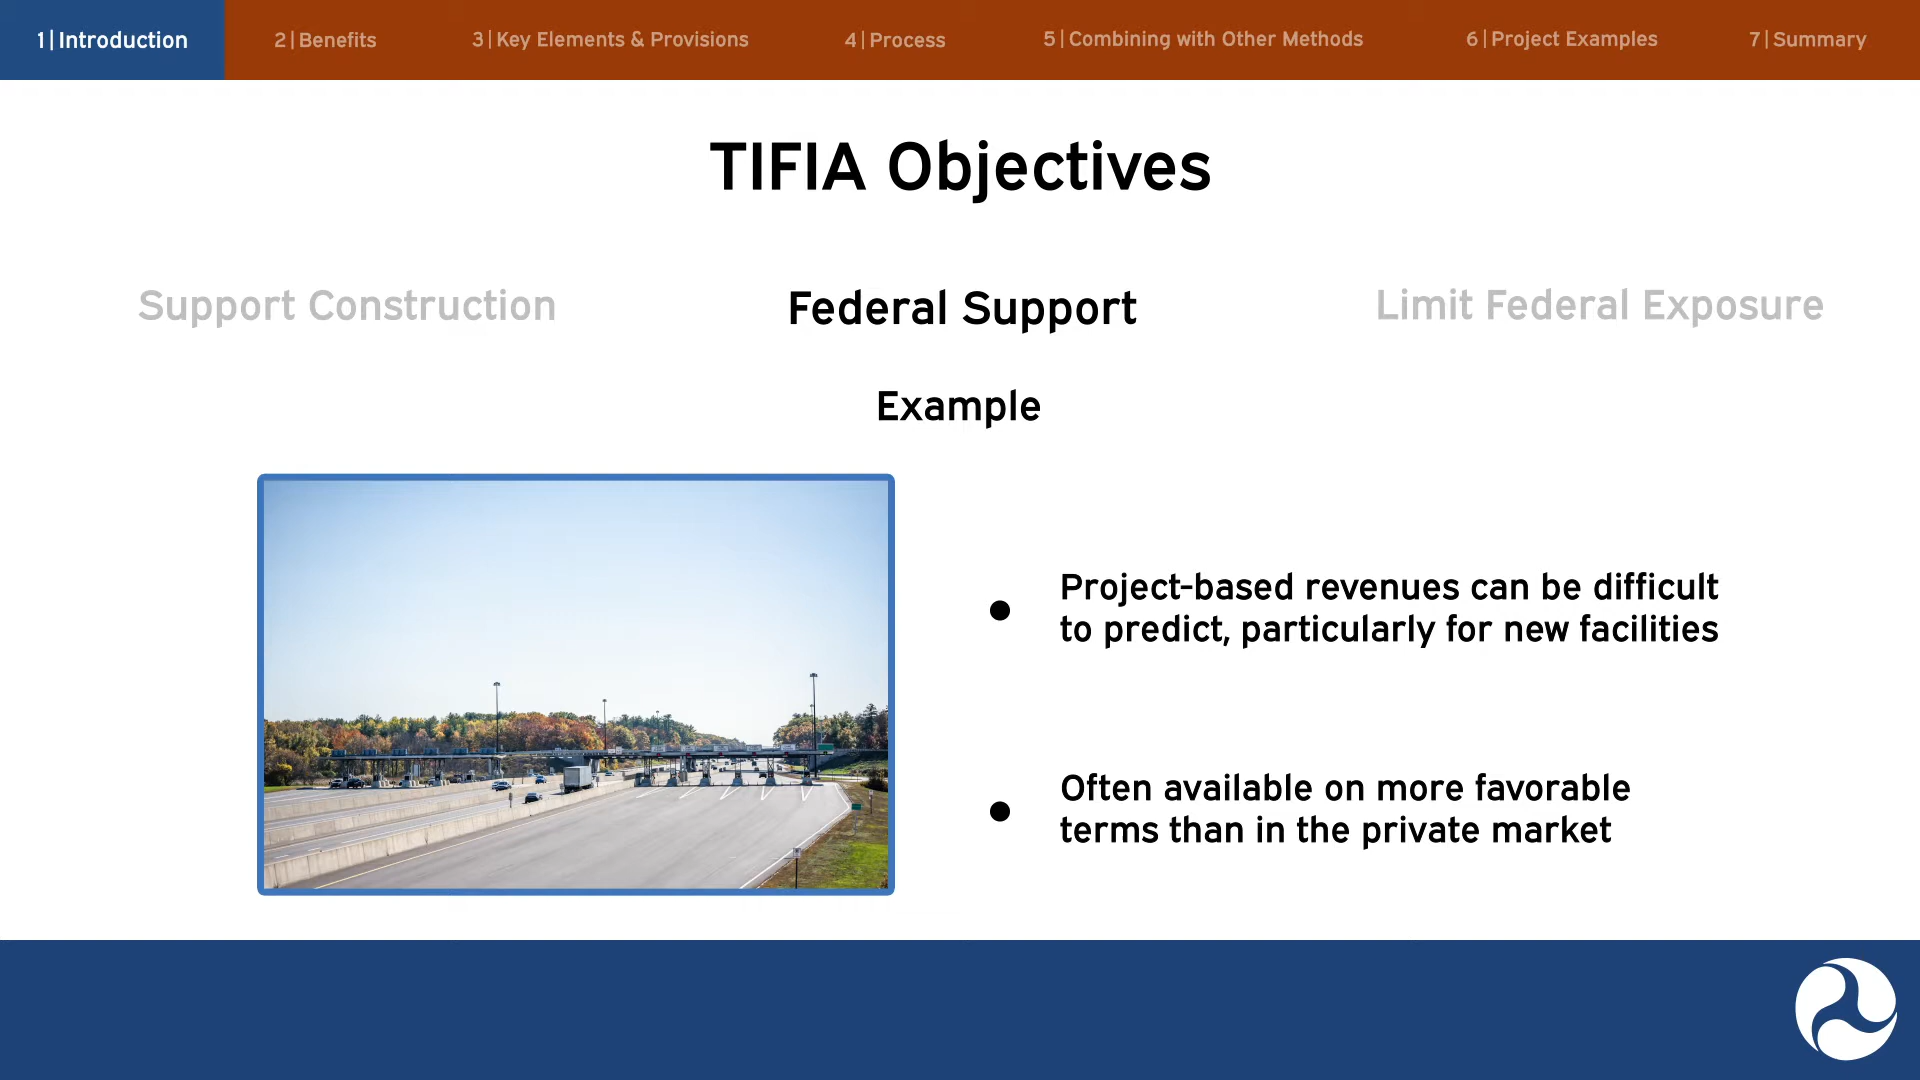 1|Introduction
2|Benefits
3|Key Elements & Provisions
4|Process
5|Combining with Other Methods
6|Project Examples
7|Summary
TIFIA Objectives
Support Construction
Federal Support
Limit Federal Exposure
Example
Project-based revenues can be difficult
to predict, particularly for new facilities
Often available on more favorable
terms than in the private market